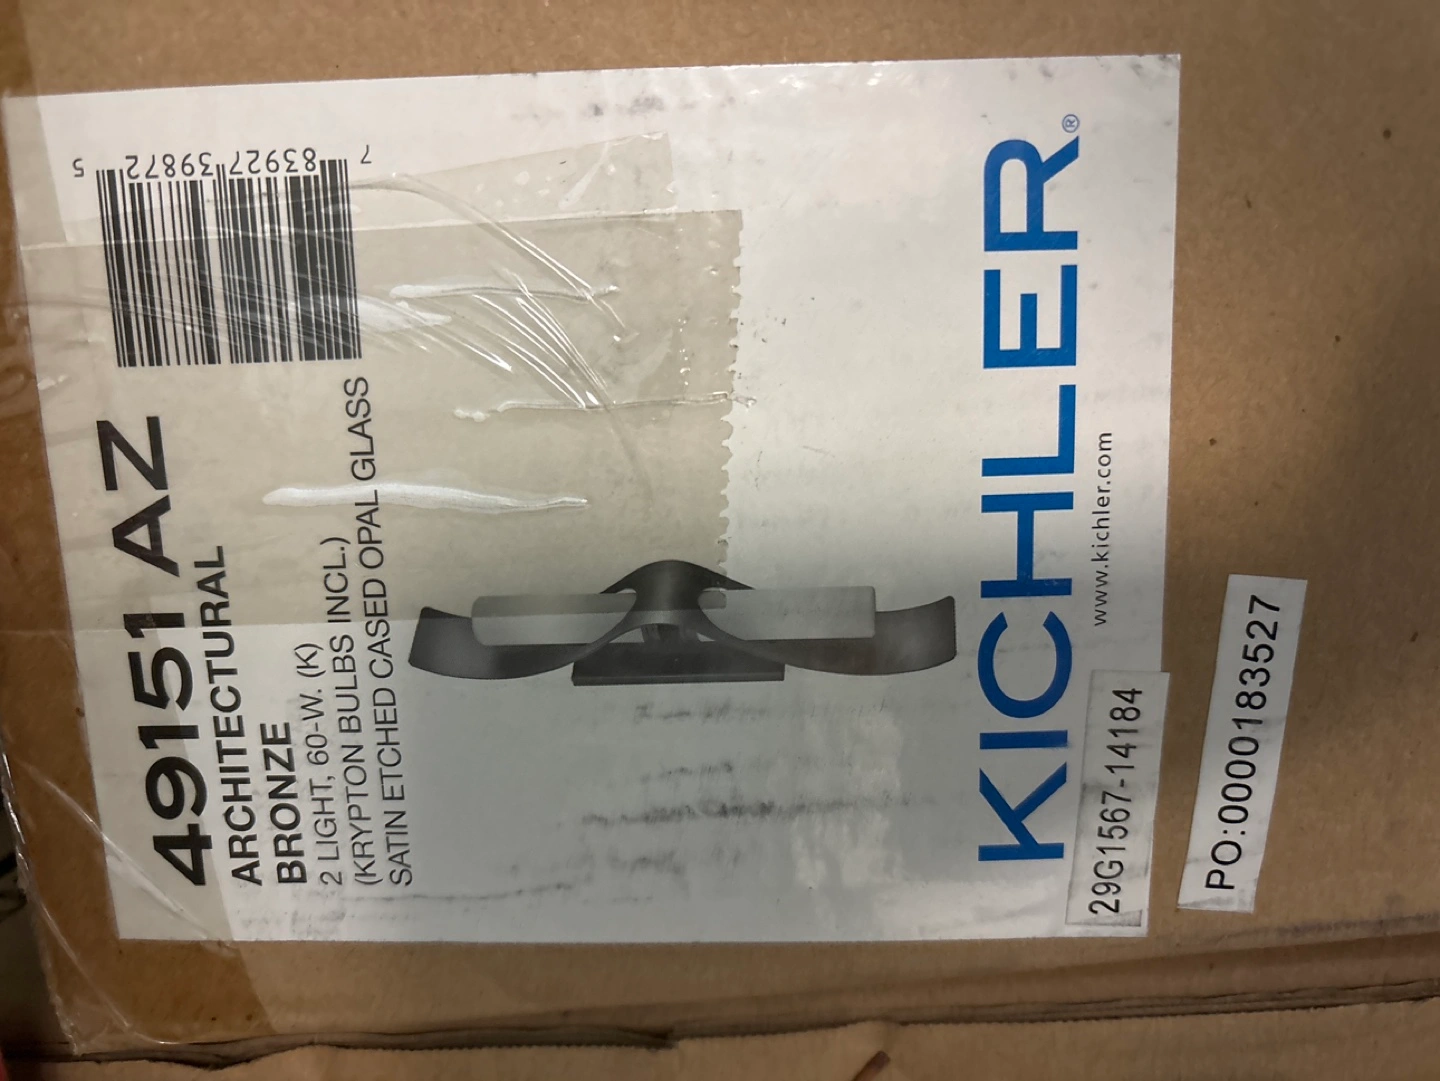 49151 AZ
ARCHITECTURAL
BRONZE
2 LIGHT, 60-W. (K)
(KRYPTON BULBS INCL.)
SATIN ETCHED CASED OPAL GLASS
7 83927 39872 5
KICHLER®
www.kichler.com
29G1567-14184
PO:0000183527